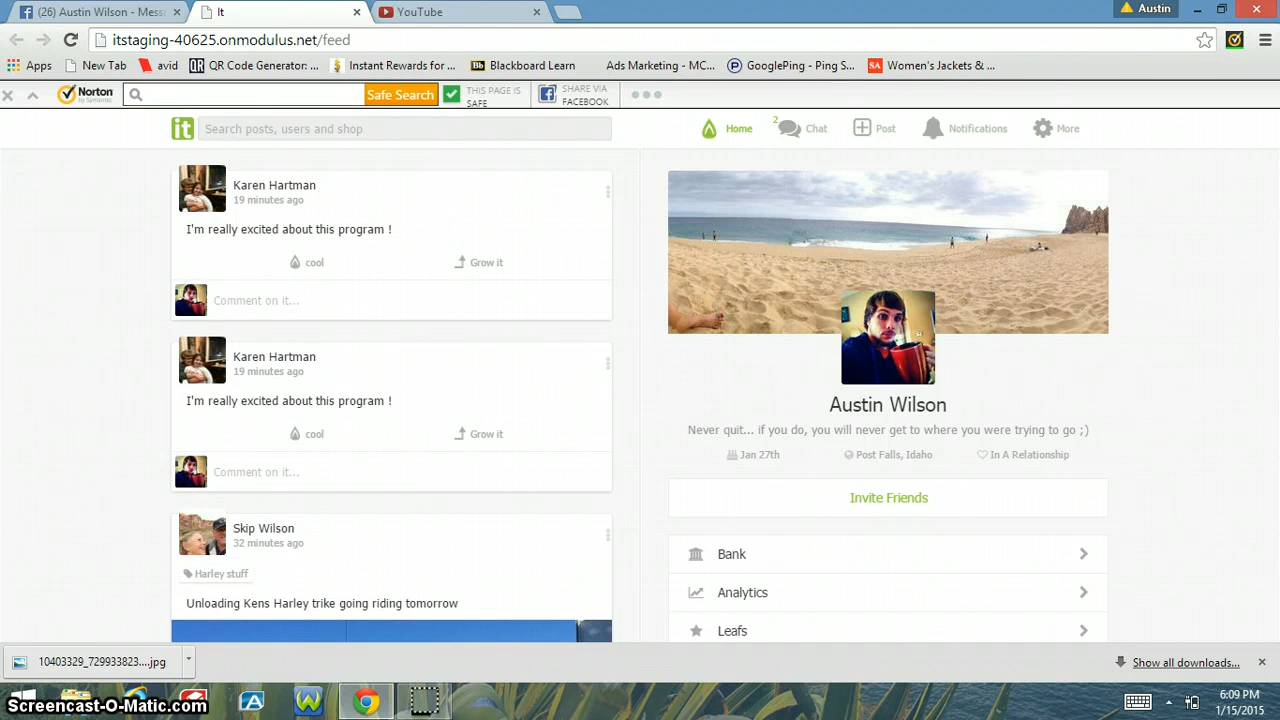 (26) Austin Wilson - Messa
It
YouTube
Austin
itstaging-40625.onmodulus.net/feed
Apps
New Tab
avid
QR Code Generator: ...
Instant Rewards for ...
Bb Blackboard Learn
Ads Marketing - MC...
GooglePing - Ping S...
SA Women's Jackets & ...
Norton
by Symantec
Safe Search
THIS PAGE IS
SAFE
SHARE VIA
FACEBOOK
it
Search posts, users and shop
Home
2
Chat
Post
Notifications
More
Karen Hartman
19 minutes ago
I'm really excited about this program !
cool
Grow it
Comment on it...
Karen Hartman
19 minutes ago
I'm really excited about this program !
cool
Grow it
Comment on it...
Skip Wilson
32 minutes ago
Harley stuff
Unloading Kens Harley trike going riding tomorrow
Austin Wilson
Never quit... if you do, you will never get to where you were trying to go ;)
Jan 27th
Post Falls, Idaho
In A Relationship
Invite Friends
Bank
Analytics
Leafs
10403329_729933823....jpg
Show all downloads...
Screencast-O-Matic.com
6:09 PM
1/15/2015